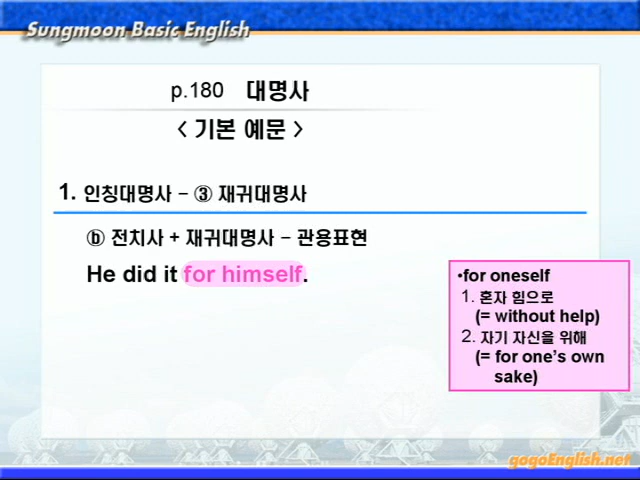 Sungmoon Basic English
p.180 대명사
< 기본 예문 >
1. 인칭대명사 – ③ 재귀대명사
ⓑ 전치사 + 재귀대명사 – 관용표현
He did it for himself.
•for oneself
1. 혼자 힘으로
(= without help)
2. 자기 자신을 위해
(= for one's own
sake)
gogoEnglish.net